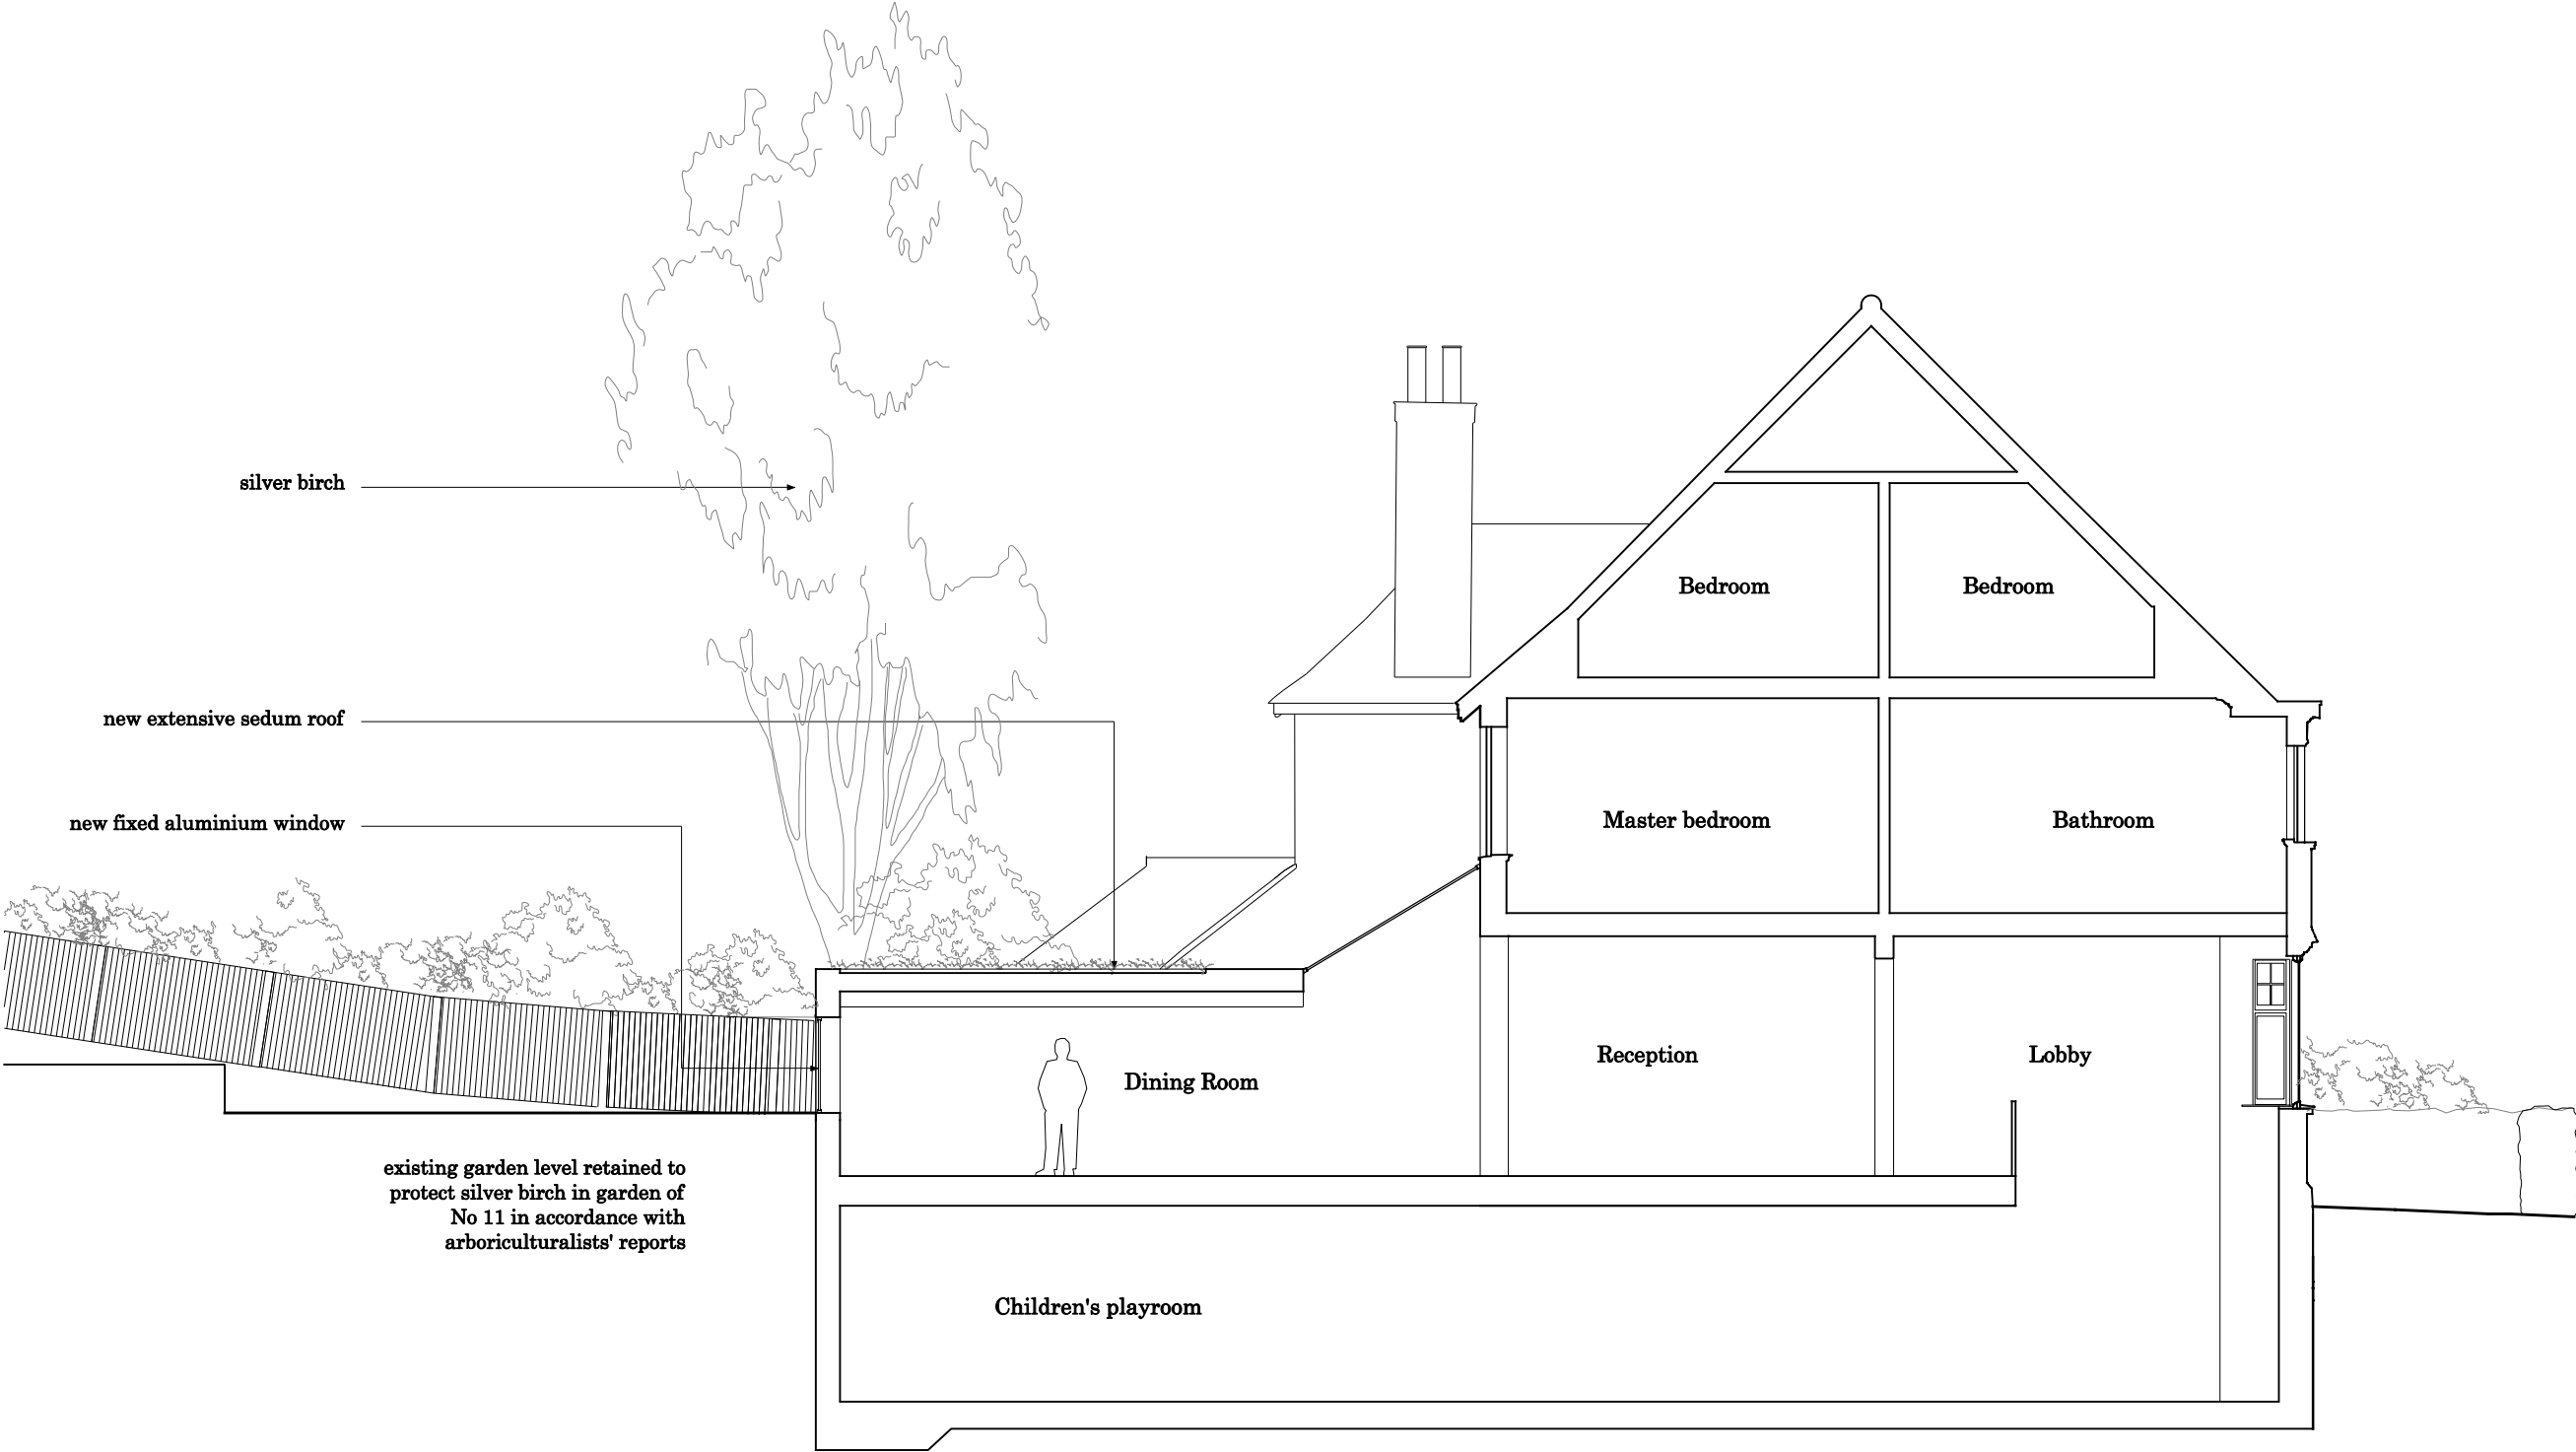 silver birch
Bedroom
Bedroom
new extensive sedum roof
new fixed aluminium window
Master bedroom
Bathroom
Reception
Lobby
Dining Room
existing garden level retained to
protect silver birch in garden of
No 11 in accordance with
arboriculturalists' reports
Children's playroom